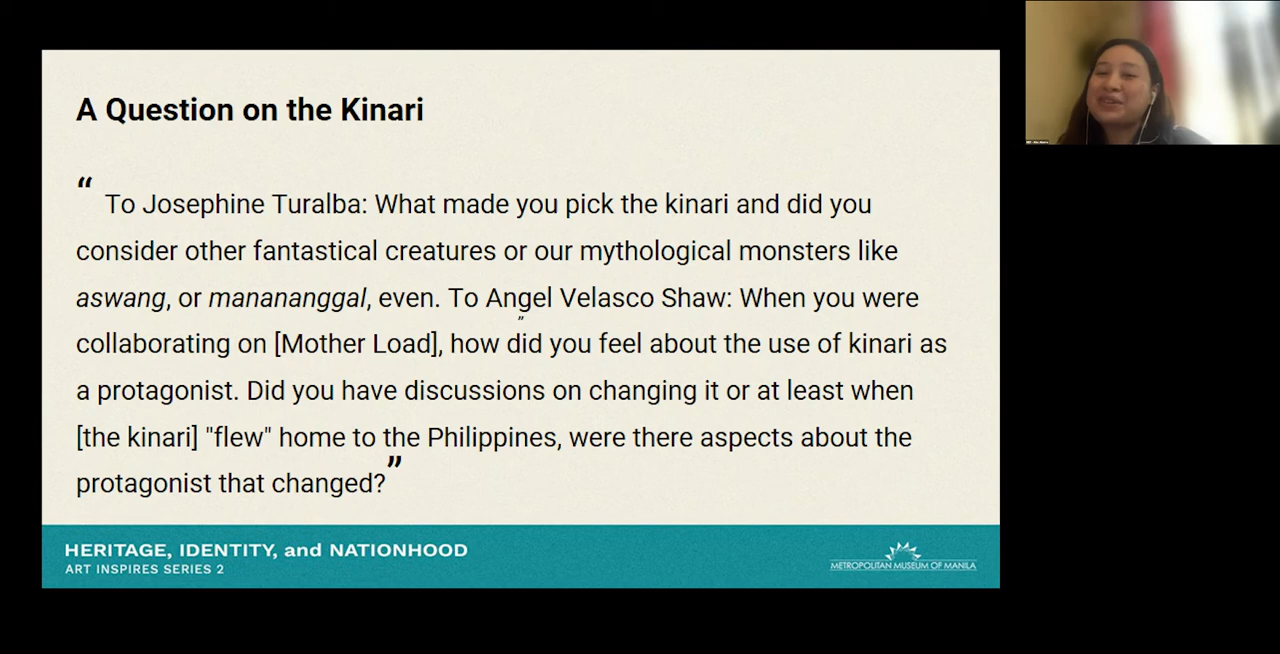 A Question on the Kinari
“ To Josephine Turalba: What made you pick the kinari and did you
consider other fantastical creatures or our mythological monsters like
aswang, or manananggal, even. To Angel Velasco Shaw: When you were
”
collaborating on [Mother Load], how did you feel about the use of kinari as
a protagonist. Did you have discussions on changing it or at least when
[the kinari] "flew" home to the Philippines, were there aspects about the
protagonist that changed?”
HERITAGE, IDENTITY, and NATIONHOOD
ART INSPIRES SERIES 2
METROPOLITAN MUSEUM OF MANILA